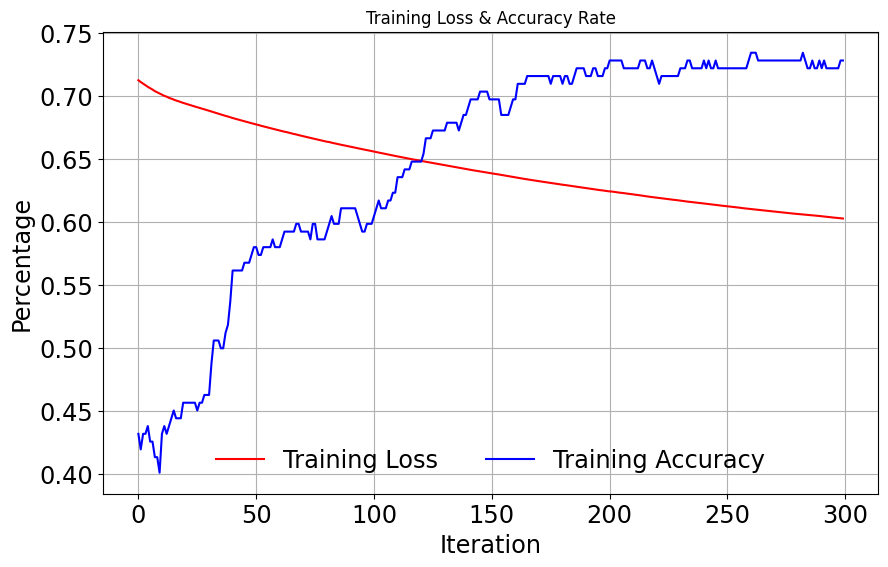 Training Loss & Accuracy Rate
0.75
0.70
0.65
0.60
0.55
0.50
0.45
0.40
Percentage
Training Loss Training Accuracy
0 50 100 150 200 250 300
Iteration